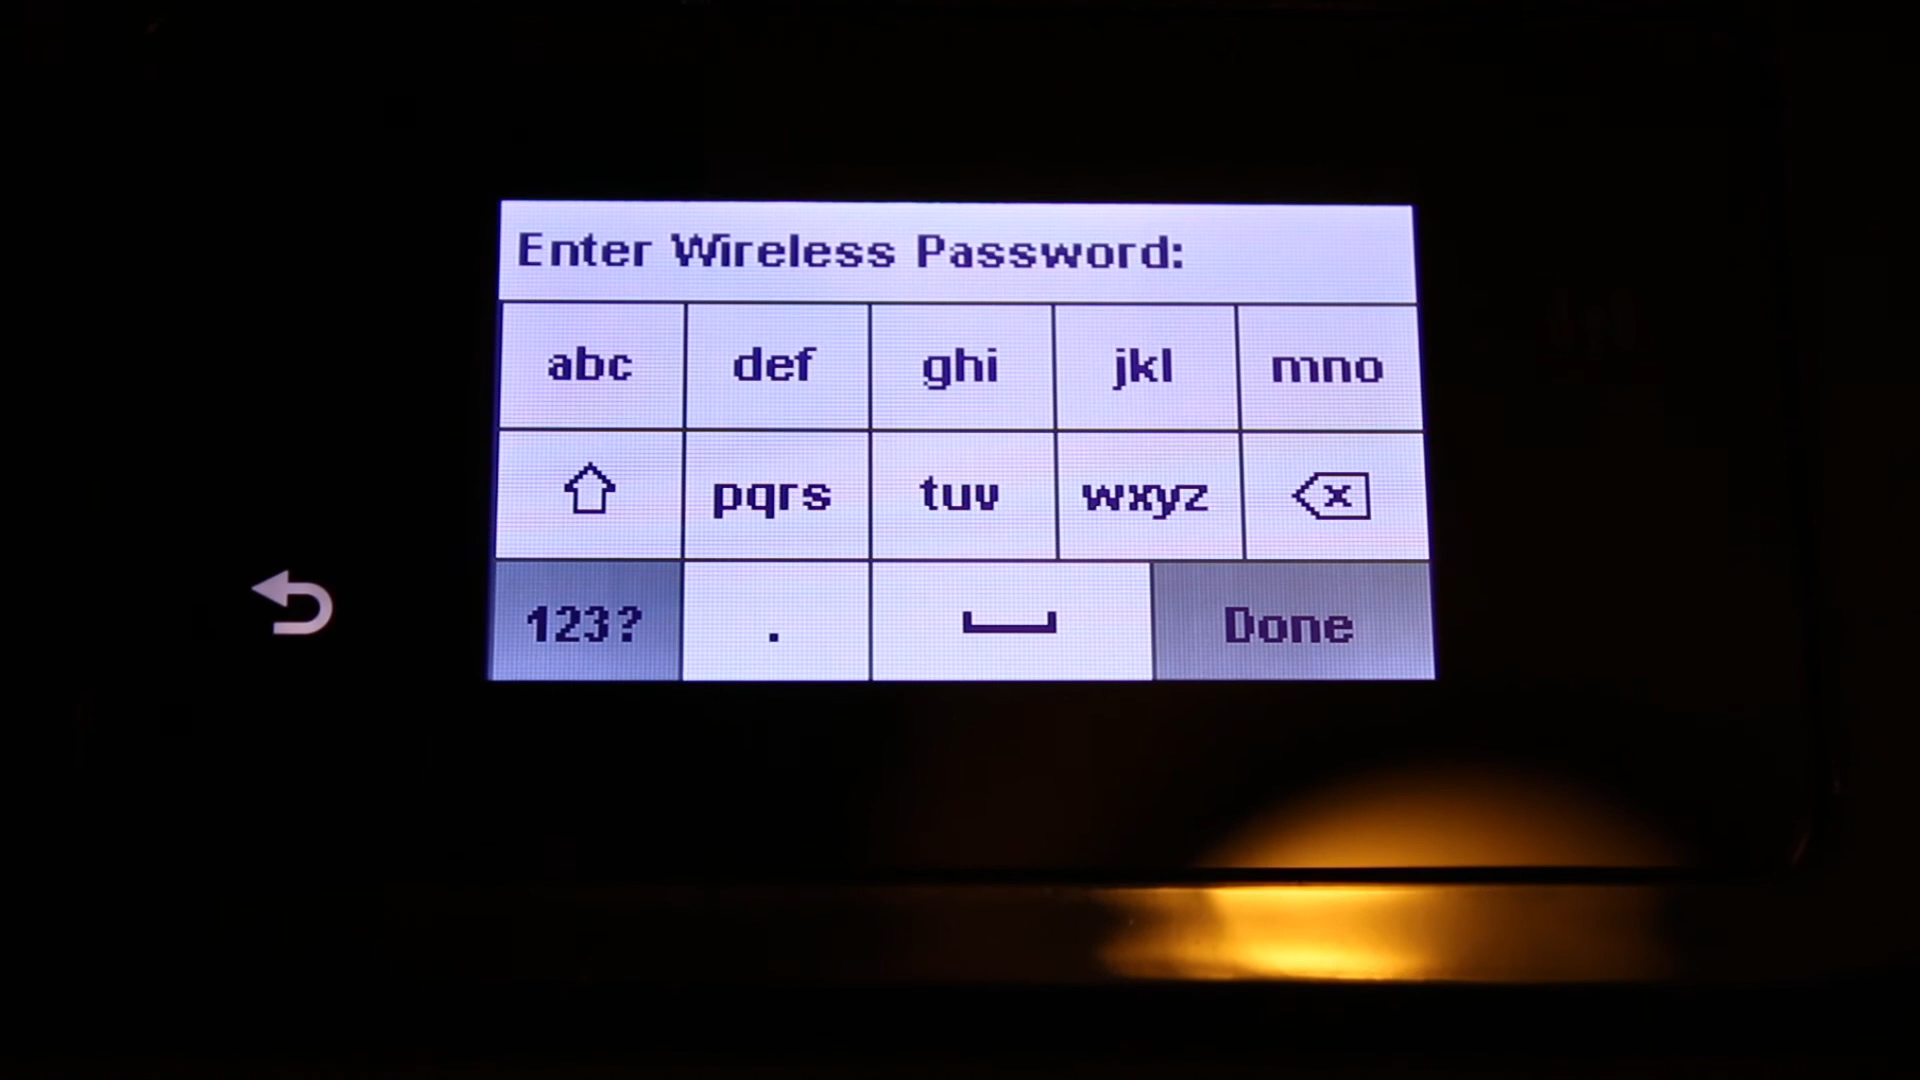 Enter Wireless Password:
abc def ghi jkl mno
pqrs tuv wxyz
123? . Done